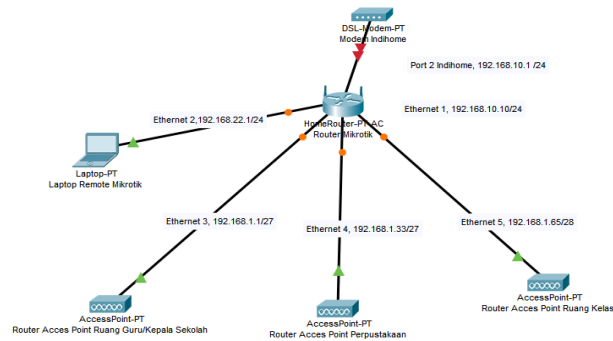 DSL-Modem-PT
Modem Indihome
Port 2 Indihome, 192.168.10.1 /24
Ethernet 1, 192.168.10.10/24
HomeRouter-PT-AC
Router Mikrotik
Ethernet 2,192.168.22.1/24
Laptop-PT
Laptop Remote Mikrotik
Ethernet 3, 192.168.1.1/27
Ethernet 4, 192.168.1.33/27
Ethernet 5, 192.168.1.65/28
AccessPoint-PT
Router Acces Point Ruang Guru/Kepala Sekolah
AccessPoint-PT
Router Acces Point Perpustakaan
AccessPoint-PT
Router Acces Point Ruang Kelas